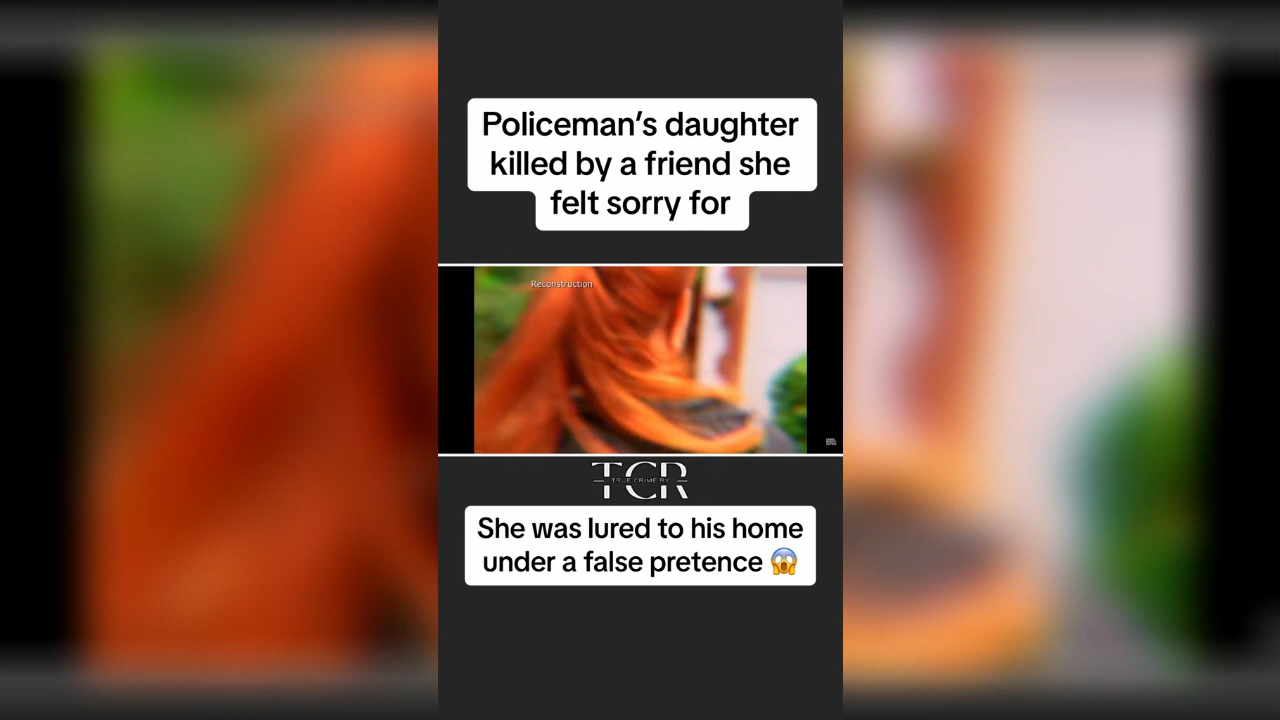 Policeman’s daughter
killed by a friend she
felt sorry for
Reconstruction
TCR
TRUE CRIME BY
She was lured to his home
under a false pretence 😱